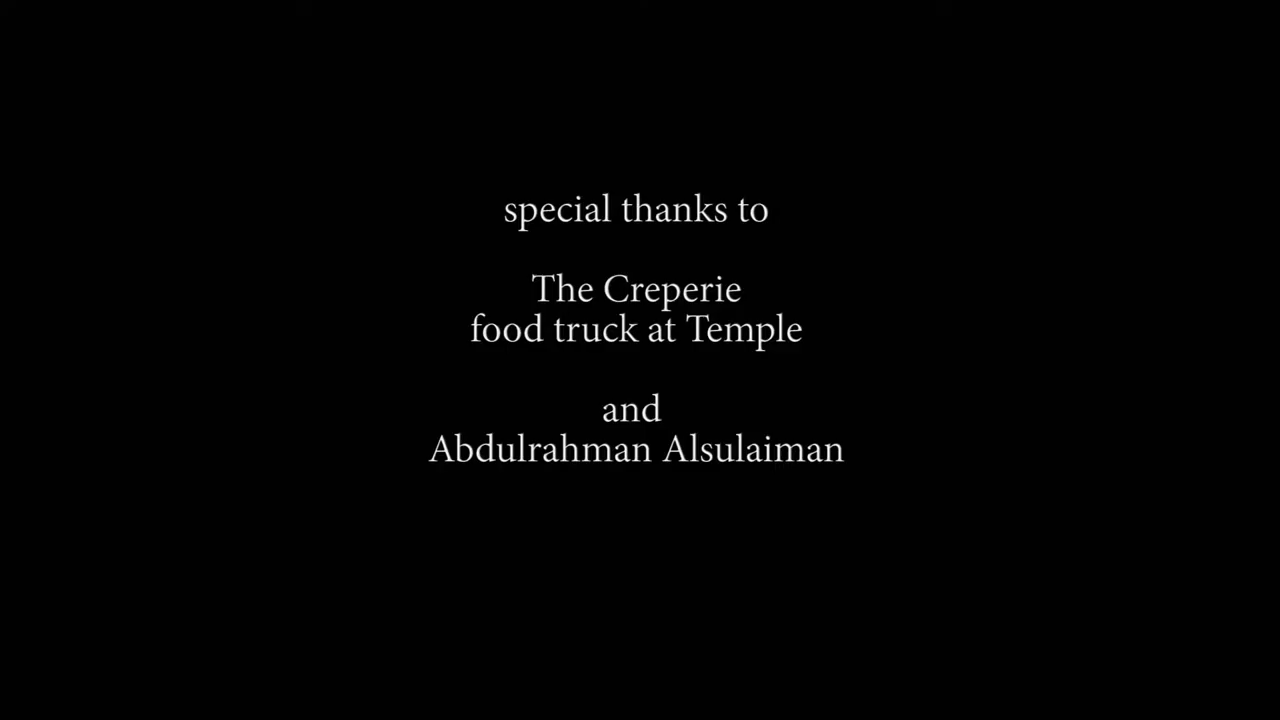 special thanks to
The Creperie
food truck at Temple
and
Abdulrahman Alsulaiman